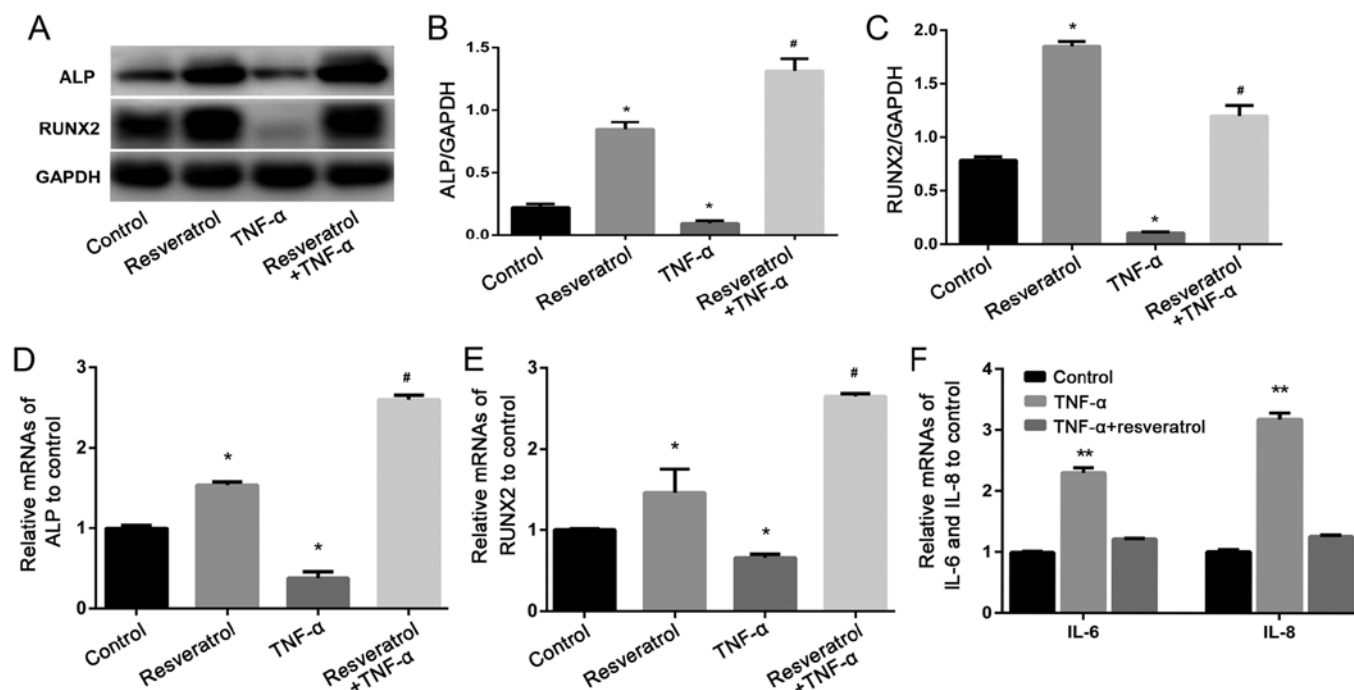 A
ALP
RUNX2
GAPDH
Control
Resveratrol
TNF-α
Resveratrol
+TNF-α
B
ALP/GAPDH
1.5
1.0
0.5
0.0
*
*
#
Control
Resveratrol
TNF-α
Resveratrol
+TNF-α
C
RUNX2/GAPDH
2.0
1.5
1.0
0.5
0.0
*
*
#
Control
Resveratrol
TNF-α
Resveratrol
+TNF-α
D
Relative mRNAs of
ALP to control
3
2
1
0
*
*
#
Control
Resveratrol
TNF-α
Resveratrol
+TNF-α
E
Relative mRNAs of
RUNX2 to control
3
2
1
0
*
*
#
Control
Resveratrol
TNF-α
Resveratrol
+TNF-α
F
Relative mRNAs of
IL-6 and IL-8 to control
4
3
2
1
0
Control
TNF-α
TNF-α+resveratrol
**
**
IL-6
IL-8